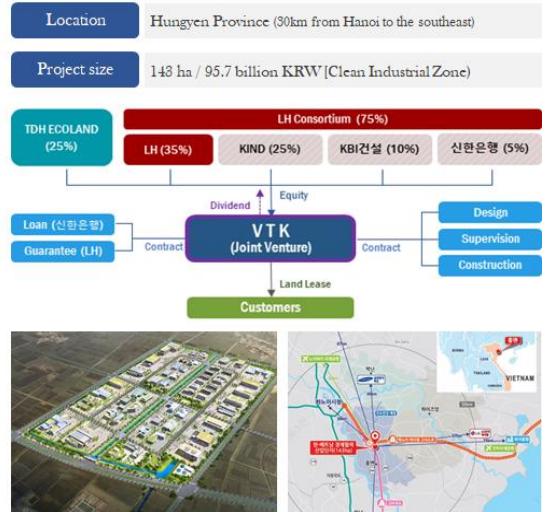 Location
Hungyen Province (30km from Hanoi to the southeast)
Project size
143 ha / 95.7 billion KRW [Clean Industrial Zone)
TDH ECOLAND
(25%)
LH Consortium (75%)
LH (35%)
KIND (25%)
KBI건설 (10%)
신한은행 (5%)
Dividend
Equity
Loan (신한은행)
Guarantee (LH)
Contract
VTK
(Joint Venture)
Contract
Design
Supervision
Construction
Land Lease
Customers
THAILAND
VIETNAM